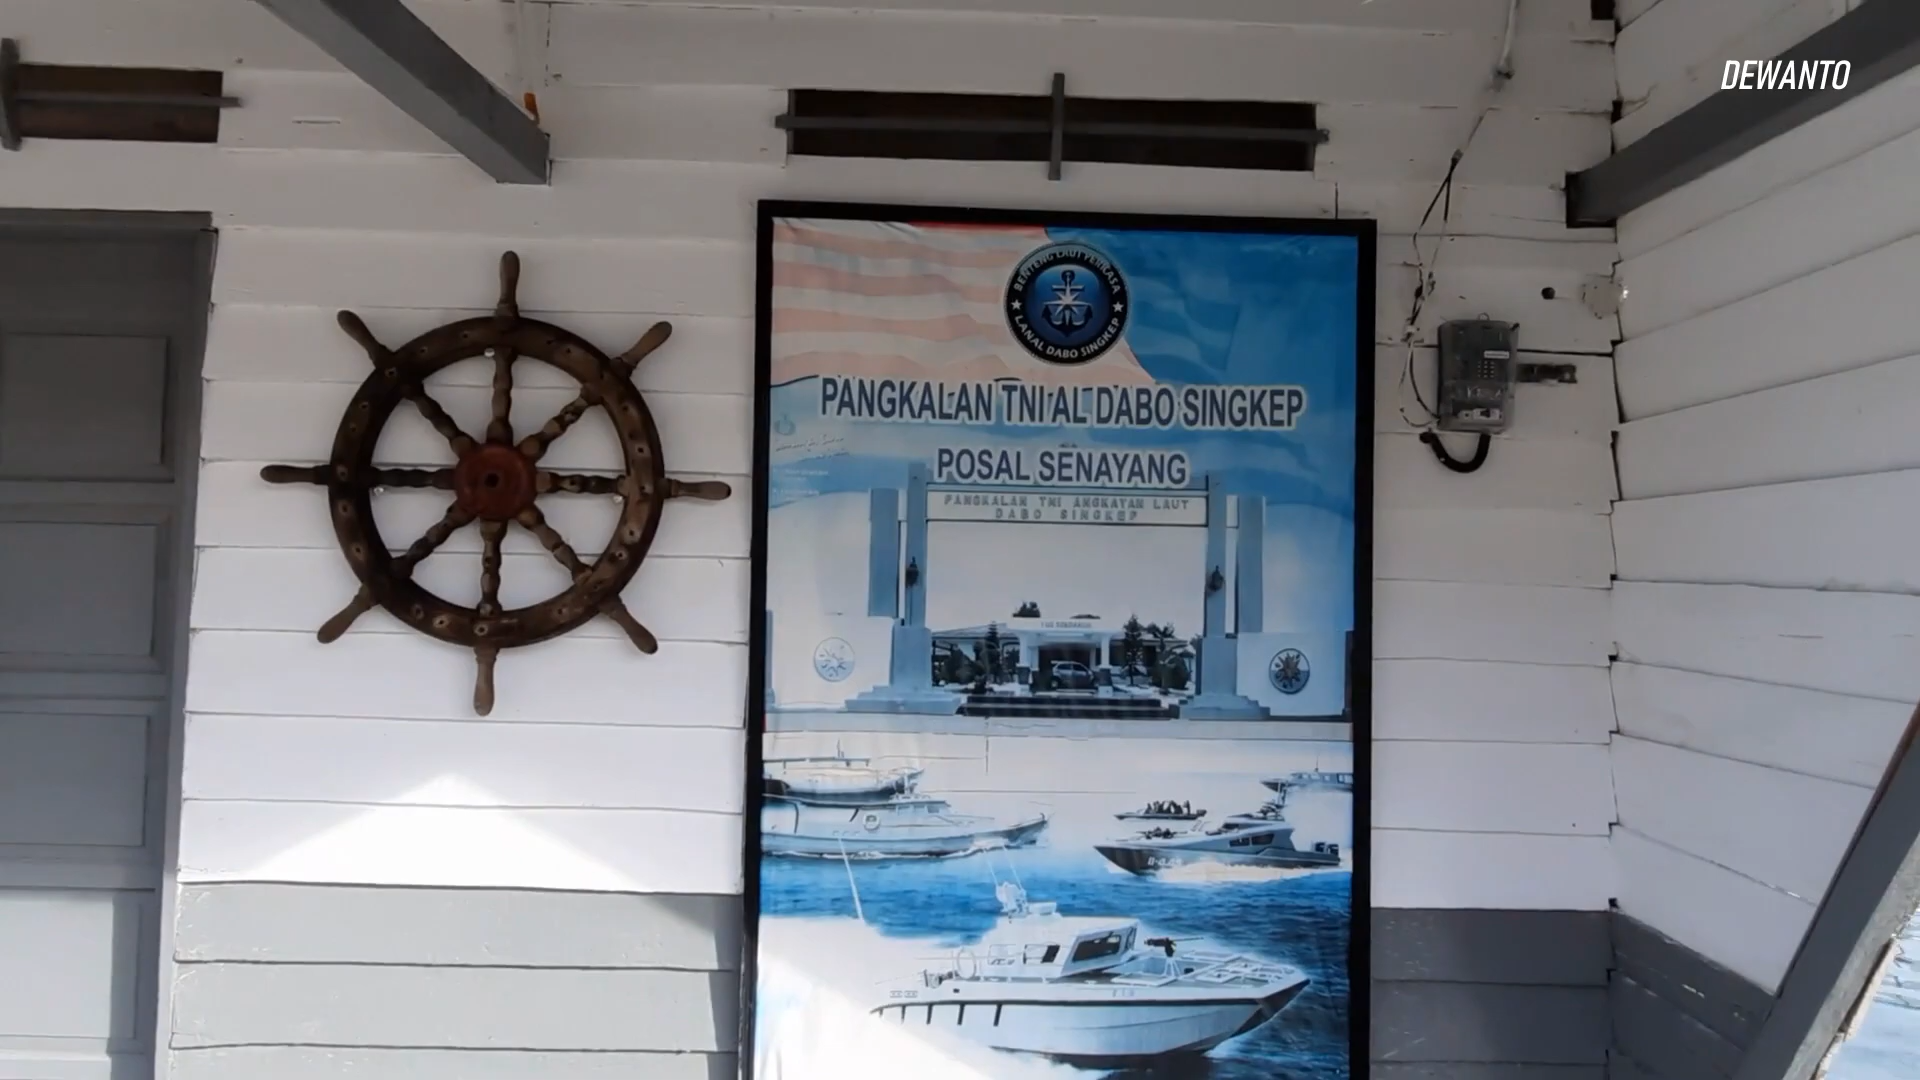 DEWANTO
BENTENG LAUT PERKASA
LANAL DABO SINGKEP
PANGKALAN TNI AL DABO SINGKEP
POSAL SENAYANG
PANGKALAN TNI ANGKATAN LAUT
DABO SINGKEP